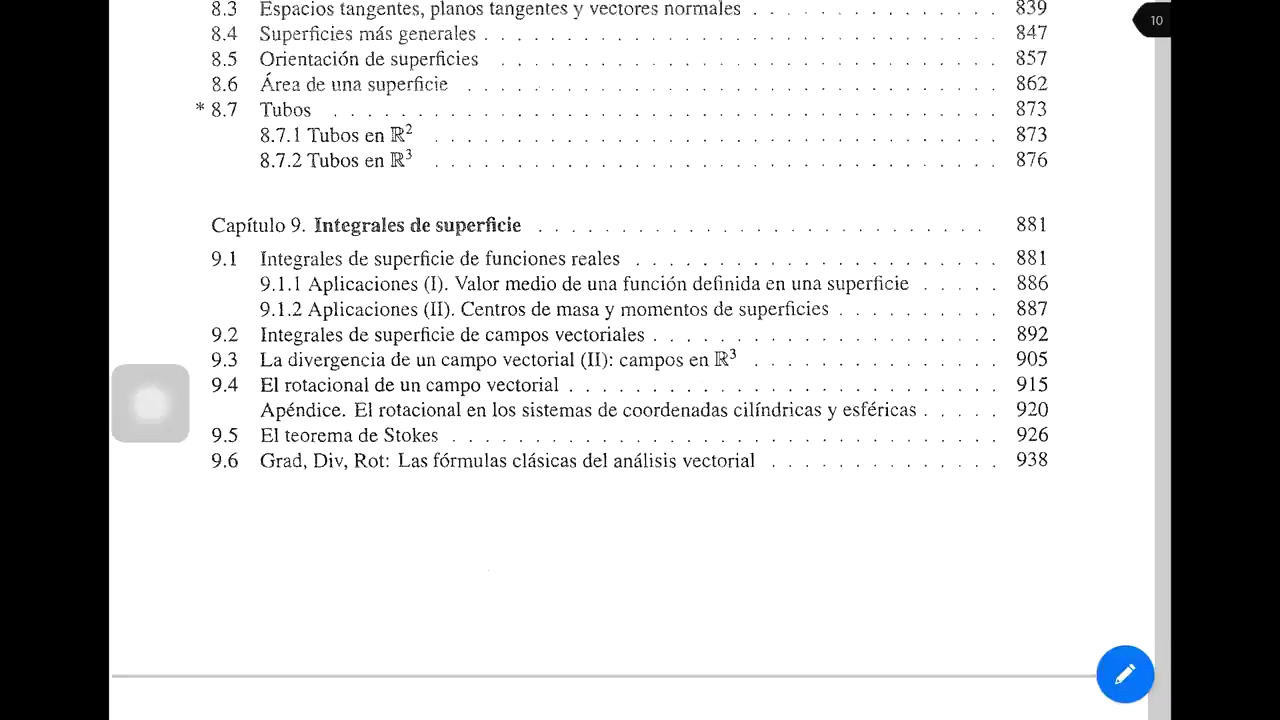 8.3 Espacios tangentes, planos tangentes y vectores normales . . . . . . . . . . . . . 839
8.4 Superficies más generales . . . . . . . . . . . . . . . . . . . . . . . . . 847
10
8.5 Orientación de superficies . . . . . . . . . . . . . . . . . . . . . . . . 857
8.6 Área de una superficie . . . . . . . . . . . . . . . . . . . . . . . . . . 862
* 8.7 Tubos . . . . . . . . . . . . . . . . . . . . . . . . . . . . . . . . 873
8.7.1 Tubos en ℝ² . . . . . . . . . . . . . . . . . . . . . . . . . . . 873
8.7.2 Tubos en ℝ³ . . . . . . . . . . . . . . . . . . . . . . . . . . . 876
Capítulo 9. Integrales de superficie . . . . . . . . . . . . . . . . . . . . . 881
9.1 Integrales de superficie de funciones reales . . . . . . . . . . . . . . . . . . 881
9.1.1 Aplicaciones (I). Valor medio de una función definida en una superficie . . . . . 886
9.1.2 Aplicaciones (II). Centros de masa y momentos de superficies . . . . . . . . . 887
9.2 Integrales de superficie de campos vectoriales . . . . . . . . . . . . . . . . . 892
9.3 La divergencia de un campo vectorial (II): campos en ℝ³ . . . . . . . . . . . . . 905
9.4 El rotacional de un campo vectorial . . . . . . . . . . . . . . . . . . . . . 915
Apéndice. El rotacional en los sistemas de coordenadas cilíndricas y esféricas . . . . . 920
9.5 El teorema de Stokes . . . . . . . . . . . . . . . . . . . . . . . . . . . 926
9.6 Grad, Div, Rot: Las fórmulas clásicas del análisis vectorial . . . . . . . . . . . . 938